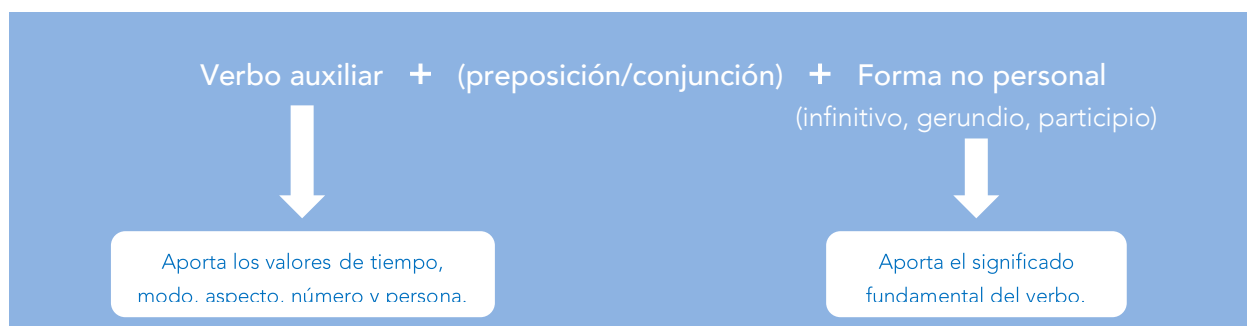 Verbo auxiliar + (preposición/conjunción) + Forma no personal
(infinitivo, gerundio, participio)
Aporta los valores de tiempo,
modo, aspecto, número y persona.
Aporta el significado
fundamental del verbo.